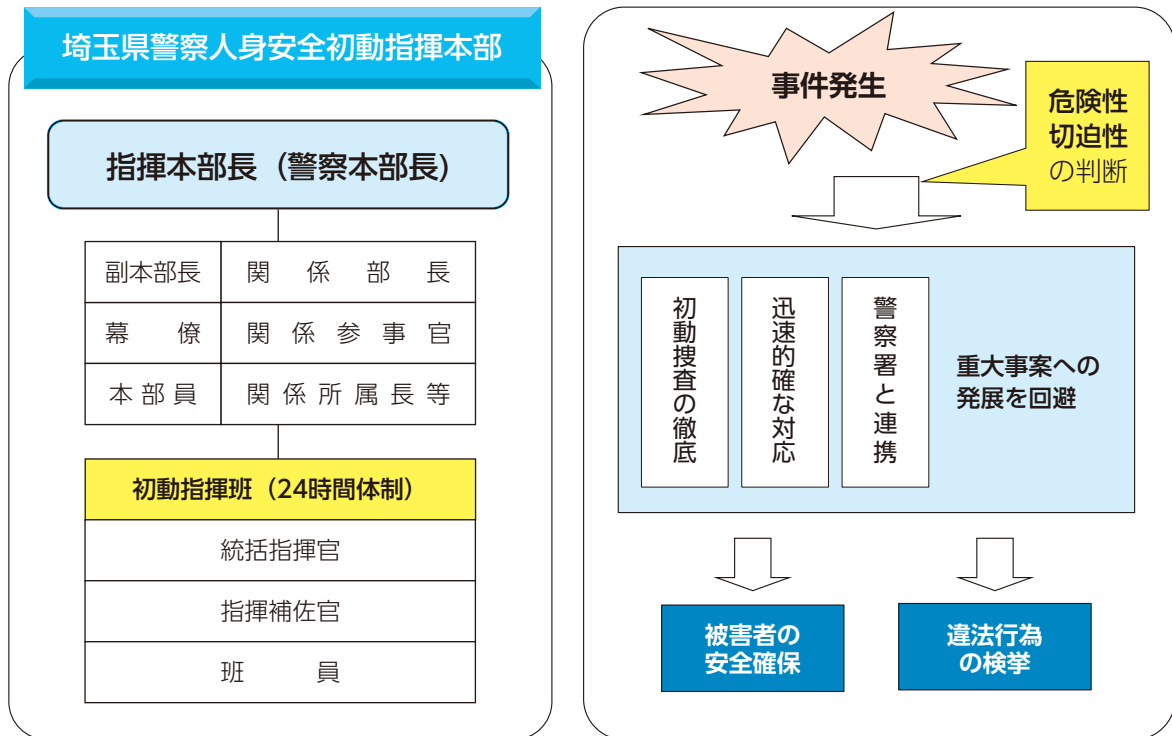 埼玉県警察人身安全初動指揮本部
指揮本部長（警察本部長）
副本部長 関係部長
幕僚 関係参事官
本部員 関係所属長等
初動指揮班（24時間体制）
統括指揮官
指揮補佐官
班員
事件発生
危険性
切迫性
の判断
初動捜査の徹底
迅速的確な対応
警察署と連携
重大事案への
発展を回避
被害者の
安全確保
違法行為
の検挙